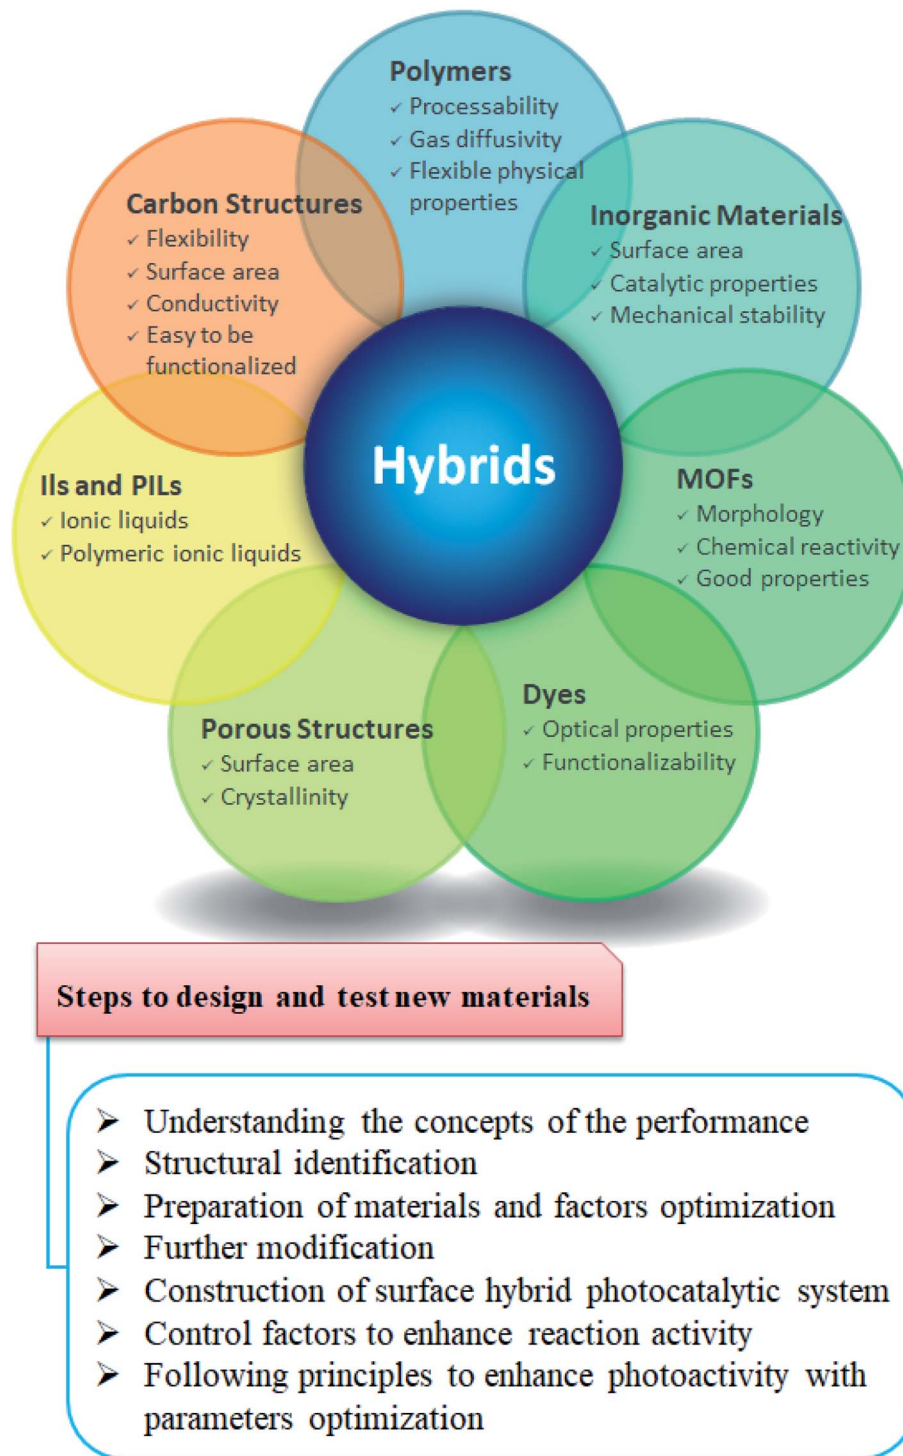 Polymers
✓ Processability
✓ Gas diffusivity
✓ Flexible physical
properties
Carbon Structures
✓ Flexibility
✓ Surface area
✓ Conductivity
✓ Easy to be
functionalized
Inorganic Materials
✓ Surface area
✓ Catalytic properties
✓ Mechanical stability
Hybrids
Ils and PILs
✓ Ionic liquids
✓ Polymeric ionic liquids
MOFs
✓ Morphology
✓ Chemical reactivity
✓ Good properties
Porous Structures
✓ Surface area
✓ Crystallinity
Dyes
✓ Optical properties
✓ Functionalizability
Steps to design and test new materials
➢ Understanding the concepts of the performance
➢ Structural identification
➢ Preparation of materials and factors optimization
➢ Further modification
➢ Construction of surface hybrid photocatalytic system
➢ Control factors to enhance reaction activity
➢ Following principles to enhance photoactivity with
parameters optimization